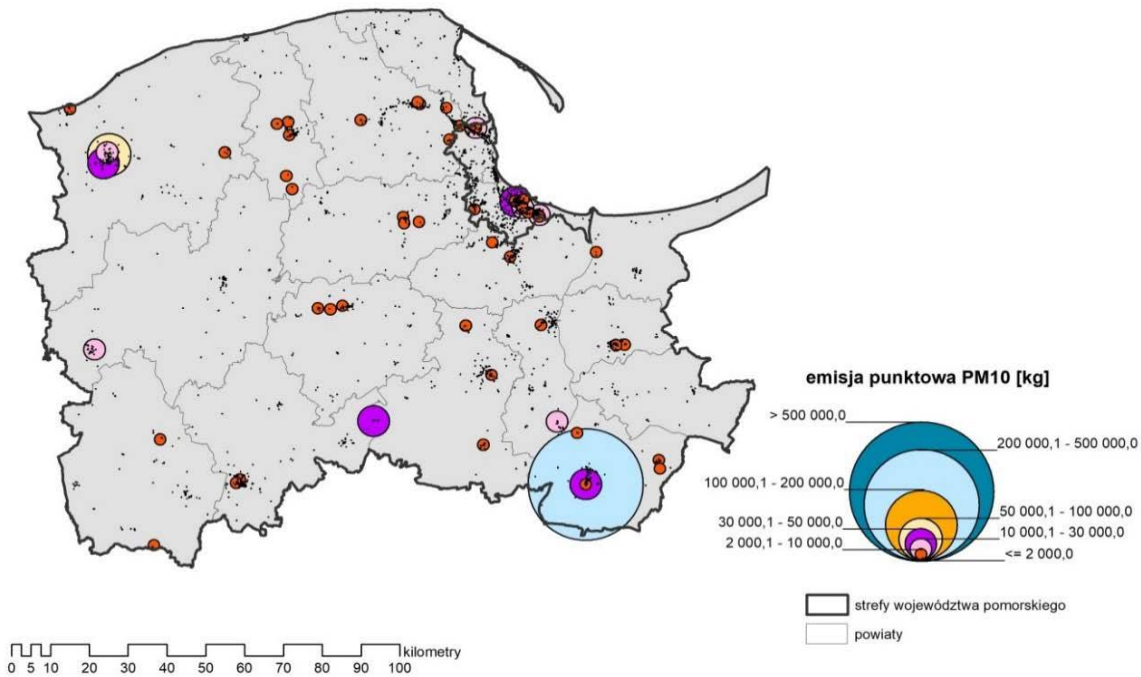 emisja punktowa PM10 [kg]
> 500 000,0
200 000,1 - 500 000,0
100 000,1 - 200 000,0
50 000,1 - 100 000,0
30 000,1 - 50 000,0
10 000,1 - 30 000,0
2 000,1 - 10 000,0
<= 2 000,0
strefy województwa pomorskiego
powiaty
kilometry
0 5 10 20 30 40 50 60 70 80 90 100